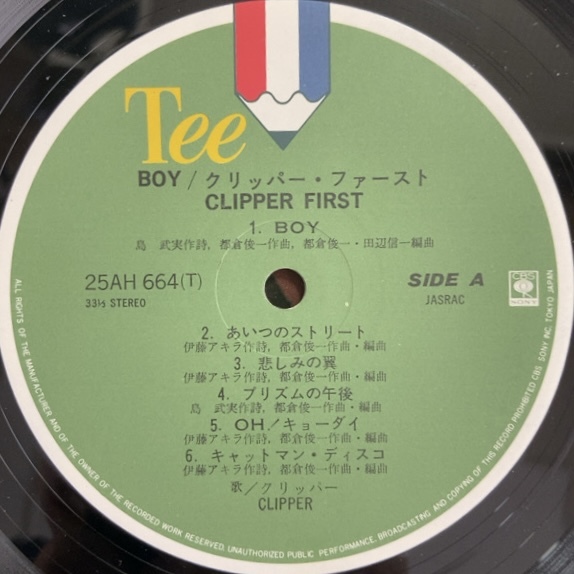 Tee
BOY/クリッパー・ファースト
CLIPPER FIRST
1. BOY
島 武実作詩, 都倉俊一作曲, 都倉俊一・田辺信一編曲
25AH 664(T)
33⅓ STEREO
SIDE A
JASRAC
CBS
SONY
2. あいつのストリート
伊藤アキラ作詩, 都倉俊一作曲・編曲
3. 悲しみの翼
伊藤アキラ作詩, 都倉俊一作曲・編曲
4. プリズムの午後
島 武実作詩, 都倉俊一作曲・編曲
5. OH/キョーダイ
伊藤アキラ作詩, 都倉俊一作曲・編曲
6. キャットマン・ディスコ
伊藤アキラ作詩, 都倉俊一作曲・編曲
歌/クリッパー
CLIPPER
ALL RIGHTS OF THE MANUFACTURER AND OF THE OWNER OF THE RECORDED WORK RESERVED. UNAUTHORIZED PUBLIC PERFORMANCE, BROADCASTING AND COPYING OF THIS RECORD PROHIBITED CBS SONY INC. TOKYO JAPAN